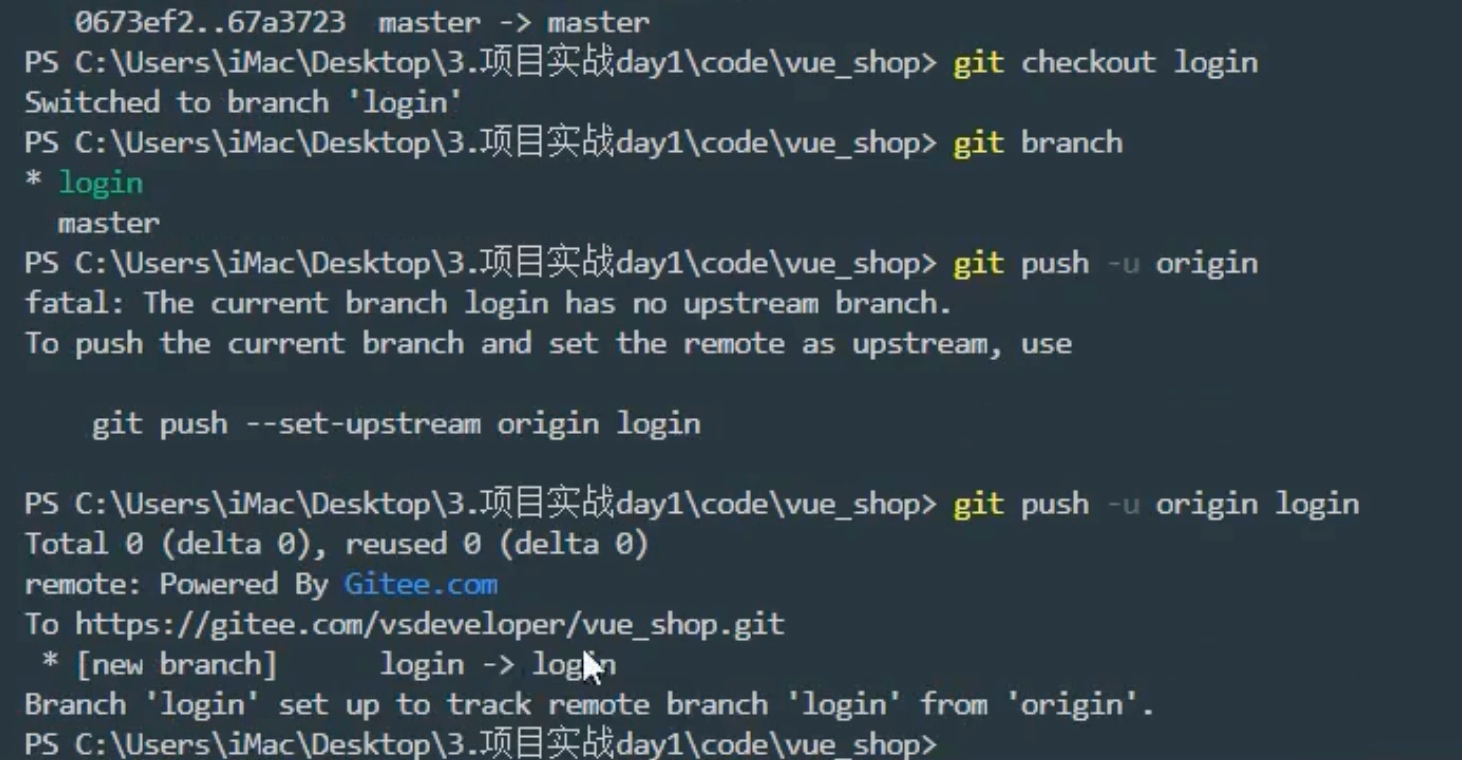 0673ef2..67a3723  master -> master
PS C:\Users\iMac\Desktop\3.项目实战day1\code\vue_shop> git checkout login
Switched to branch 'login'
PS C:\Users\iMac\Desktop\3.项目实战day1\code\vue_shop> git branch
* login
  master
PS C:\Users\iMac\Desktop\3.项目实战day1\code\vue_shop> git push -u origin
fatal: The current branch login has no upstream branch.
To push the current branch and set the remote as upstream, use
    git push --set-upstream origin login
PS C:\Users\iMac\Desktop\3.项目实战day1\code\vue_shop> git push -u origin login
Total 0 (delta 0), reused 0 (delta 0)
remote: Powered By Gitee.com
To https://gitee.com/vsdeveloper/vue_shop.git
 * [new branch]      login -> login
Branch 'login' set up to track remote branch 'login' from 'origin'.
PS C:\Users\iMac\Desktop\3.项目实战day1\code\vue_shop>